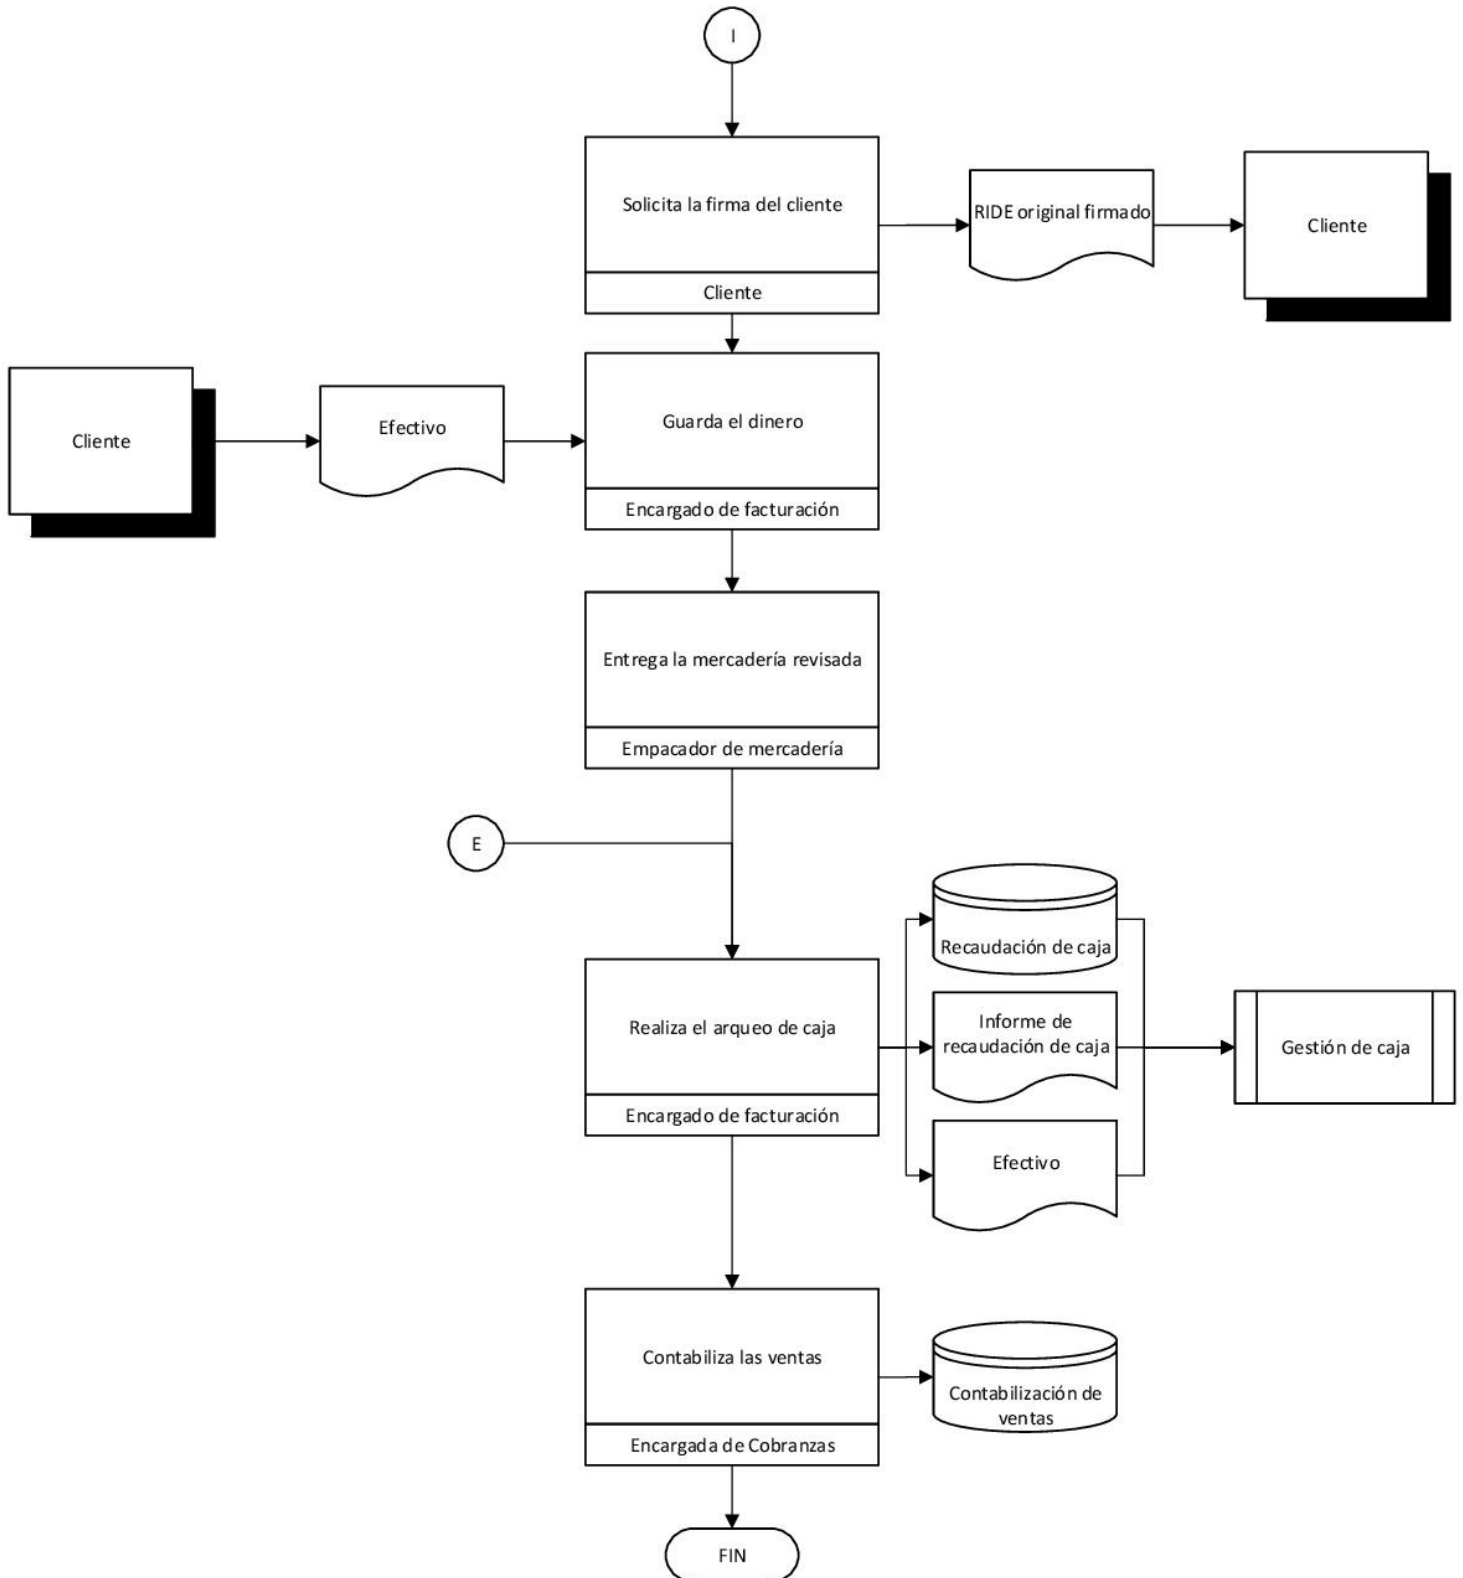 I
Solicita la firma del cliente
Cliente
RIDE original firmado
Cliente
Cliente
Efectivo
Guarda el dinero
Encargado de facturación
Entrega la mercadería revisada
Empacador de mercadería
E
Realiza el arqueo de caja
Encargado de facturación
Recaudación de caja
Informe de
recaudación de caja
Efectivo
Gestión de caja
Contabiliza las ventas
Encargada de Cobranzas
Contabilización de
ventas
FIN